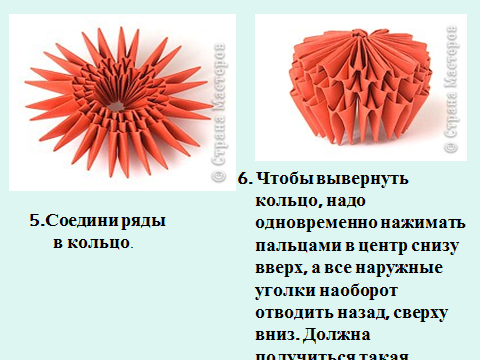 © Страна Мастеров
© Страна Мастеров
5.Соедини ряды
в кольцо.
6. Чтобы вывернуть
кольцо, надо
одновременно нажимать
пальцами в центр снизу
вверх, а все наружные
уголки наоборот
отводить назад, сверху
вниз. Должна
получиться такая